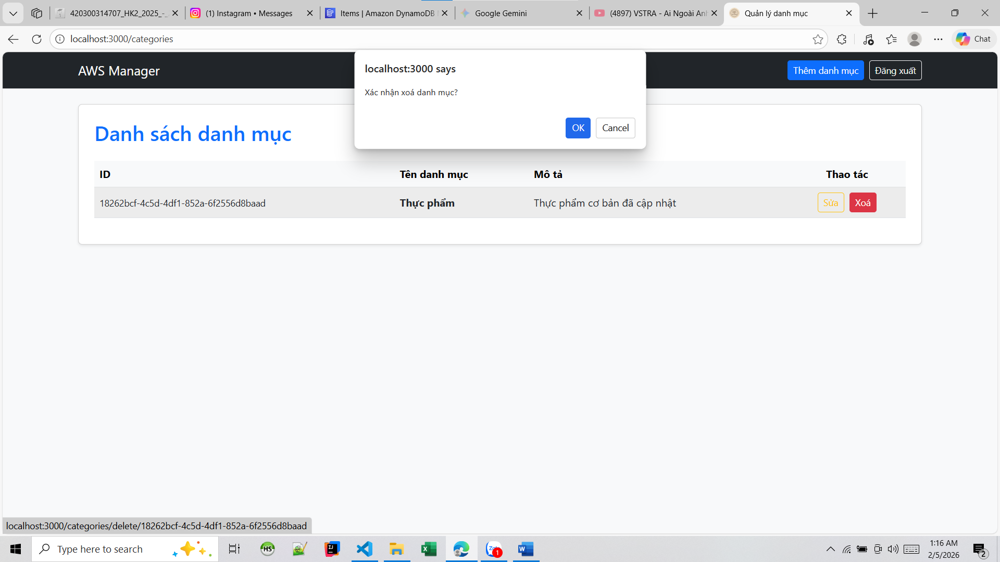 420300314707_HK2_2025_-_
(1) Instagram • Messages
Items | Amazon DynamoDB
Google Gemini
(4897) VSTRA - Ai Ngoài Anh
Quản lý danh mục
localhost:3000/categories
Chat
AWS Manager
Thêm danh mục
Đăng xuất
localhost:3000 says
Xác nhận xoá danh mục?
OK
Cancel
Danh sách danh mục
ID
Tên danh mục
Mô tả
Thao tác
18262bcf-4c5d-4df1-852a-6f2556d8baad
Thực phẩm
Thực phẩm cơ bản đã cập nhật
Sửa
Xoá
localhost:3000/categories/delete/18262bcf-4c5d-4df1-852a-6f2556d8baad
Type here to search
HS
IJ
X
Zalo
1
W
1:16 AM
2/5/2026
2